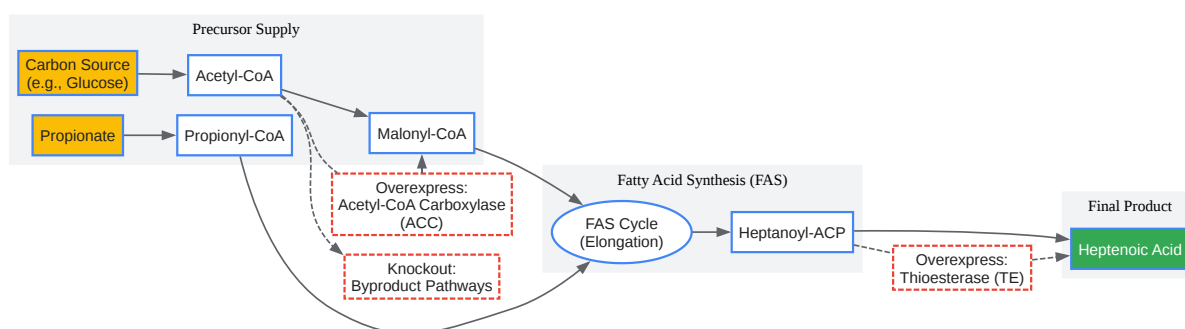 Precursor Supply
Carbon Source
(e.g., Glucose)
Acetyl-CoA
Propionate
Propionyl-CoA
Malonyl-CoA
Overexpress:
Acetyl-CoA Carboxylase
(ACC)
Knockout:
Byproduct Pathways
Fatty Acid Synthesis (FAS)
FAS Cycle
(Elongation)
Heptanoyl-ACP
Overexpress:
Thioesterase (TE)
Final Product
Heptenoic Acid